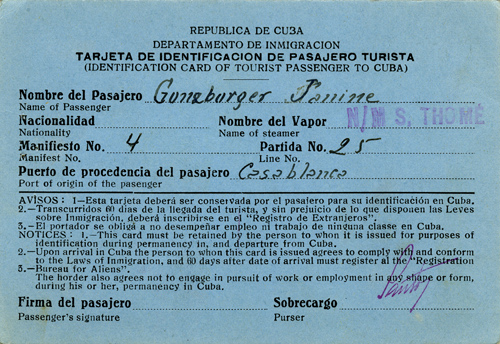 REPUBLICA DE CUBA
DEPARTAMENTO DE INMIGRACION
TARJETA DE IDENTIFICACION DE PASAJERO TURISTA
(IDENTIFICATION CARD OF TOURIST PASSENGER TO CUBA)
Nombre del Pasajero Gunzburger Janine
Name of Passenger
Nacionalidad Nombre del Vapor N/M S. THOMÉ
Nationality Name of steamer
Manifiesto No. 4 Partida No. 25
Manifest No. Line No.
Puerto de procedencia del pasajero Casablanca
Port of origin of the pasenger
AVISOS: 1—Esta tarjeta deberá ser conservada por el pasajero para su identificación en Cuba.
2.—Transcurridos 60 dias de la llegada del turista, y sin prejuicio de lo que disponen las Leyes
sobre Inmigración, deberá inscribirse en el "Registro de Extranjeros".
3.—El portador se obligá a no desempeñar empleo ni trabajo de ninguna classe en Cuba.
NOTICES: 1.—This card must be retained by the person to whon it is issued for purposes of
identification during permanency in, and departure from Cuba.
2.—Upon arrival in Cuba the person to whon this card is issued agrees to comply with and conform
to the Laws of Inmigration, and 60 days after date of arrival must register al the "Registration
3.—Bureau for Aliens".
The horder also agrees not to engage in pursuit of work or employment in any shape or form,
during his or her, permanency in Cuba.
Firma del pasajero Sobrecargo
Passenger's signature Purser